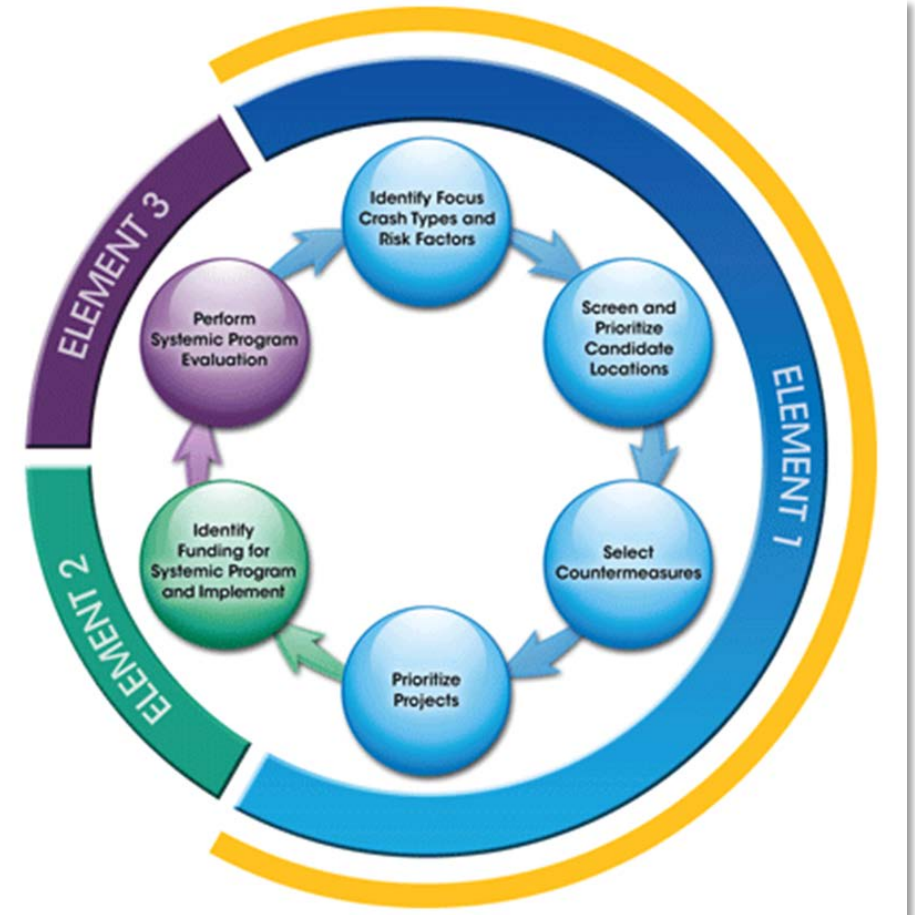 Identify Focus
Crash Types and
Risk Factors
Screen and
Prioritize
Candidate
Locations
Select
Countermeasures
Prioritize
Projects
Identify
Funding for
Systemic Program
and Implement
Perform
Systemic Program
Evaluation
ELEMENT 1
ELEMENT 2
ELEMENT 3